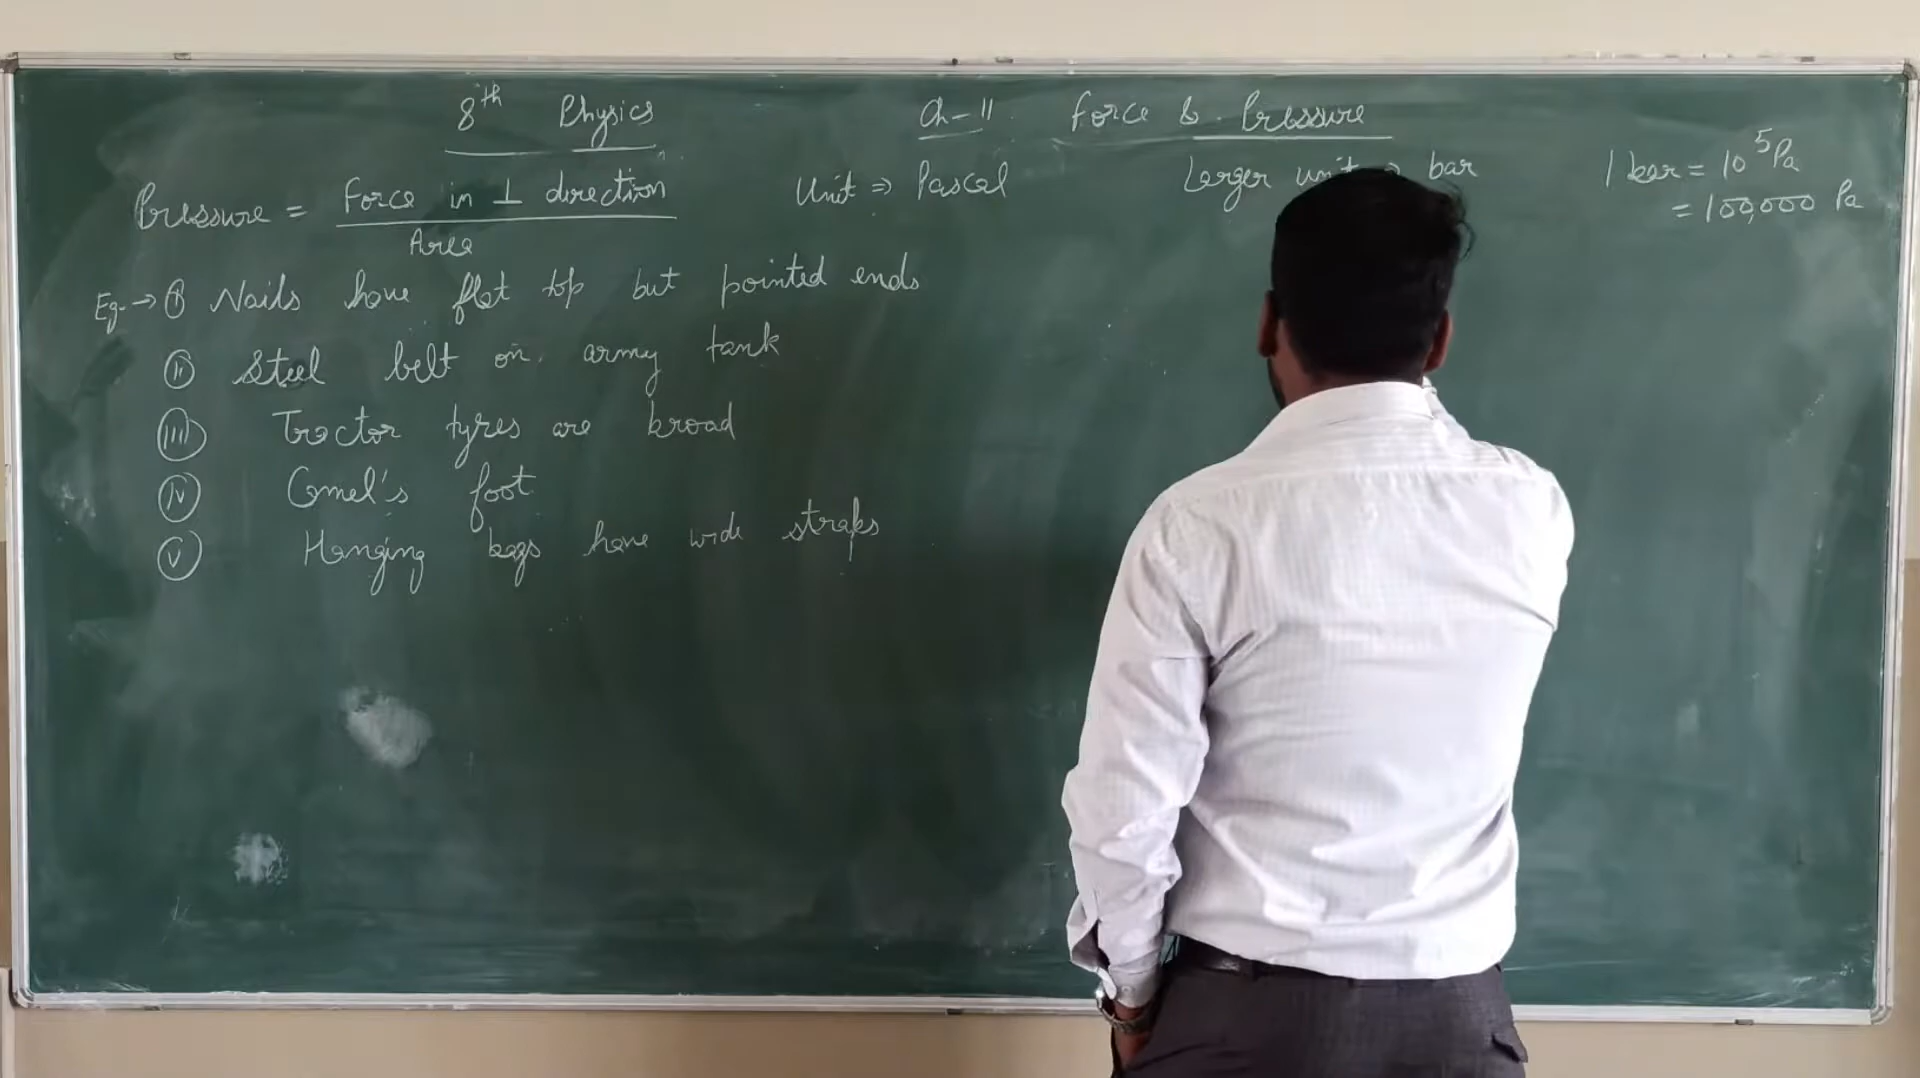 8th Physics Ch-11 Force & Pressure
Pressure = Force in ⊥ direction / Area
Unit ⇒ Pascal
Larger unit ⇒ bar
1 bar = 10⁵ Pa
= 100,000 Pa
Eg. → (i) Nails have flat top but pointed ends
(ii) Steel belt on army tank
(iii) Tractor tyres are broad
(iv) Camel's foot
(v) Hanging bags have wide straps